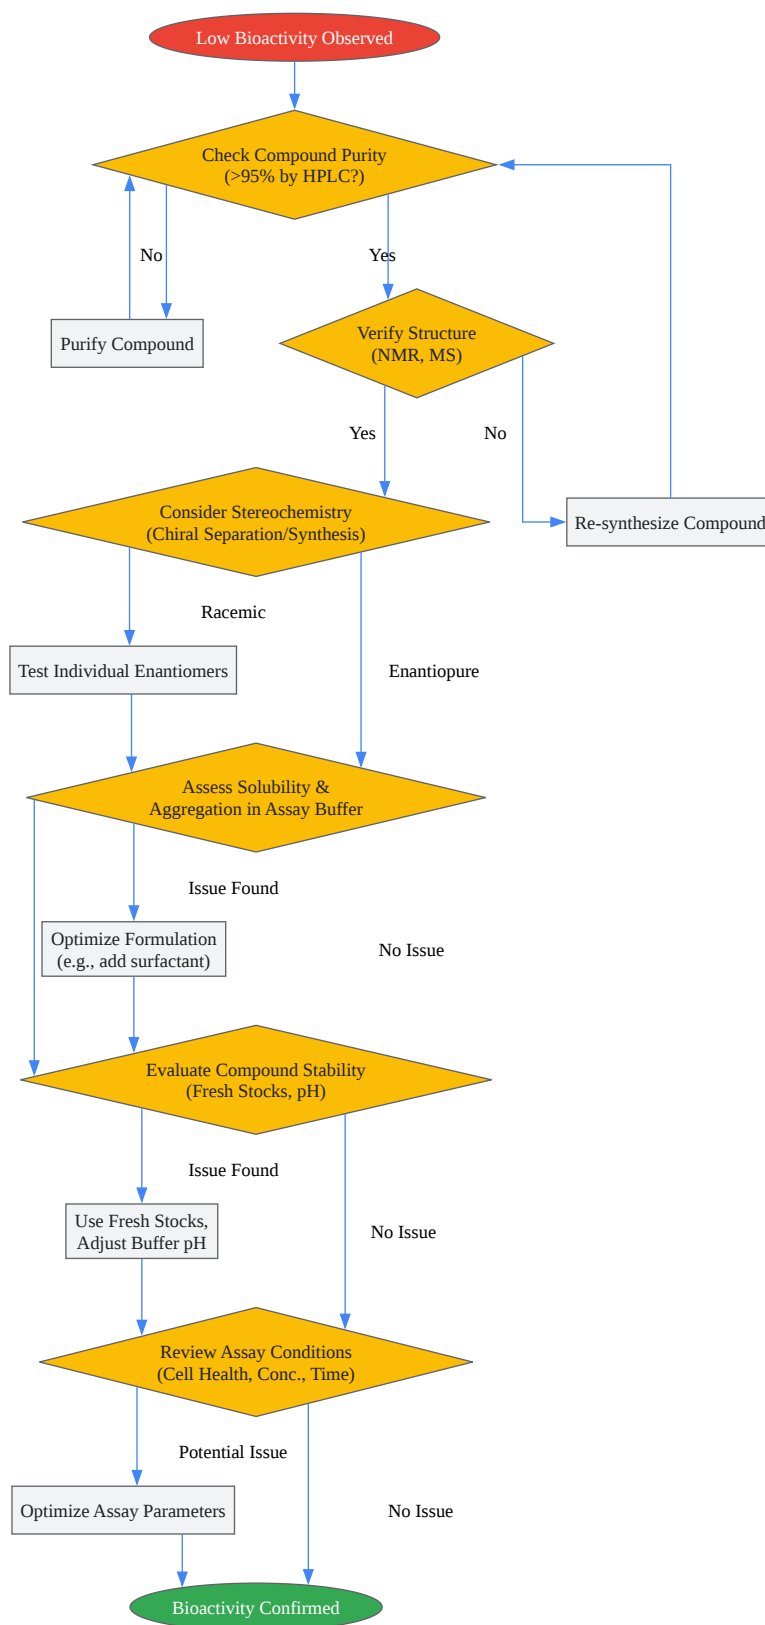 Low Bioactivity Observed
Check Compound Purity
(>95% by HPLC?)
No
Yes
Purify Compound
Verify Structure
(NMR, MS)
Yes
No
Consider Stereochemistry
(Chiral Separation/Synthesis)
Re-synthesize Compound
Racemic
Test Individual Enantiomers
Enantiopure
Assess Solubility &
Aggregation in Assay Buffer
Issue Found
Optimize Formulation
(e.g., add surfactant)
No Issue
Evaluate Compound Stability
(Fresh Stocks, pH)
Issue Found
Use Fresh Stocks,
Adjust Buffer pH
No Issue
Review Assay Conditions
(Cell Health, Conc., Time)
Potential Issue
Optimize Assay Parameters
No Issue
Bioactivity Confirmed